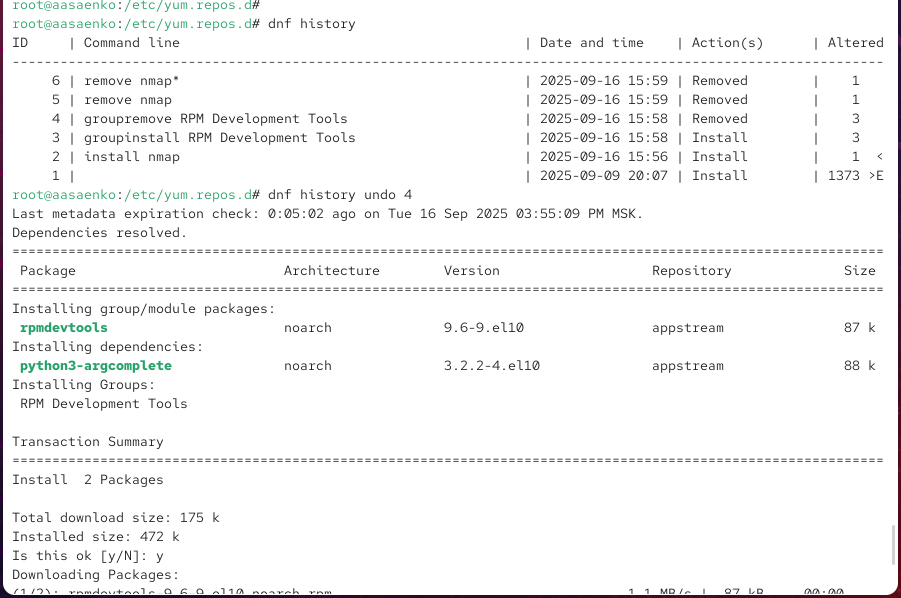 root@aasaenko:/etc/yum.repos.d#
root@aasaenko:/etc/yum.repos.d# dnf history
ID     | Command line                                           | Date and time    | Action(s)      | Altered
-------------------------------------------------------------------------------------------------------------
     6 | remove nmap*                                           | 2025-09-16 15:59 | Removed        |    1
     5 | remove nmap                                            | 2025-09-16 15:59 | Removed        |    1
     4 | groupremove RPM Development Tools                      | 2025-09-16 15:58 | Removed        |    3
     3 | groupinstall RPM Development Tools                     | 2025-09-16 15:58 | Install        |    3
     2 | install nmap                                           | 2025-09-16 15:56 | Install        |    1  <
     1 |                                                        | 2025-09-09 20:07 | Install        | 1373 >E
root@aasaenko:/etc/yum.repos.d# dnf history undo 4
Last metadata expiration check: 0:05:02 ago on Tue 16 Sep 2025 03:55:09 PM MSK.
Dependencies resolved.
=============================================================================================================
 Package                          Architecture        Version                   Repository              Size
=============================================================================================================
Installing group/module packages:
 rpmdevtools                      noarch              9.6-9.el10                appstream               87 k
Installing dependencies:
 python3-argcomplete              noarch              3.2.2-4.el10              appstream               88 k
Installing Groups:
 RPM Development Tools
Transaction Summary
=============================================================================================================
Install  2 Packages
Total download size: 175 k
Installed size: 472 k
Is this ok [y/N]: y
Downloading Packages:
(1/2): rpmdevtools-9.6-9.el10.noarch.rpm                                     1.1 MB/s |  87 kB     00:00